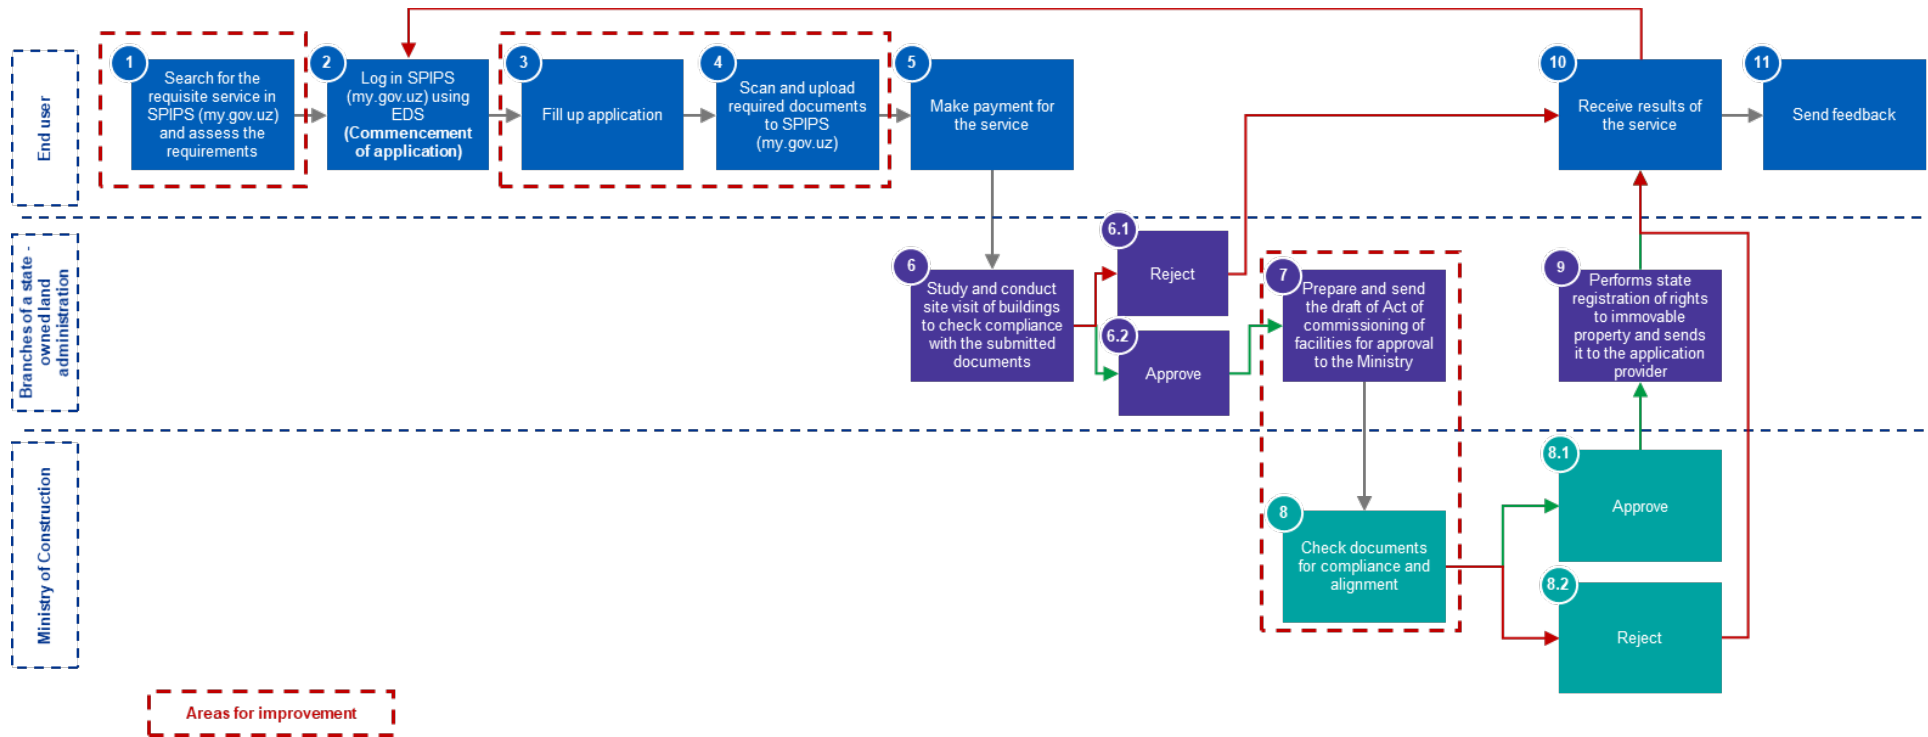 End user
1
Search for the
requisite service in
SPIPS (my.gov.uz)
and assess the
requirements
2
Log in SPIPS
(my.gov.uz) using
EDS
(Commencement
of application)
3
Fill up application
4
Scan and upload
required documents
to SPIPS
(my.gov.uz)
5
Make payment for
the service
10
Receive results of
the service
11
Send feedback
Branches of a state -
owned land
administration
6
Study and conduct
site visit of buildings
to check compliance
with the submitted
documents
6.1
Reject
6.2
Approve
7
Prepare and send
the draft of Act of
commissioning of
facilities for approval
to the Ministry
9
Performs state
registration of rights
to immovable
property and sends
it to the application
provider
Ministry of Construction
8
Check documents
for compliance and
alignment
8.1
Approve
8.2
Reject
Areas for improvement